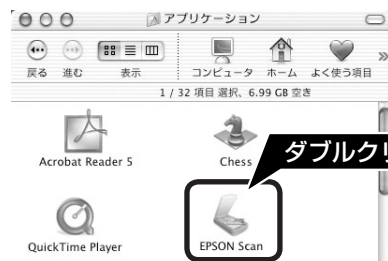 アプリケーション
戻る 進む 表示 コンピュータ ホーム よく使う項目
1 / 32 項目 選択、6.99 GB 空き
Acrobat Reader 5 Chess
ダブルクリ
QuickTime Player EPSON Scan